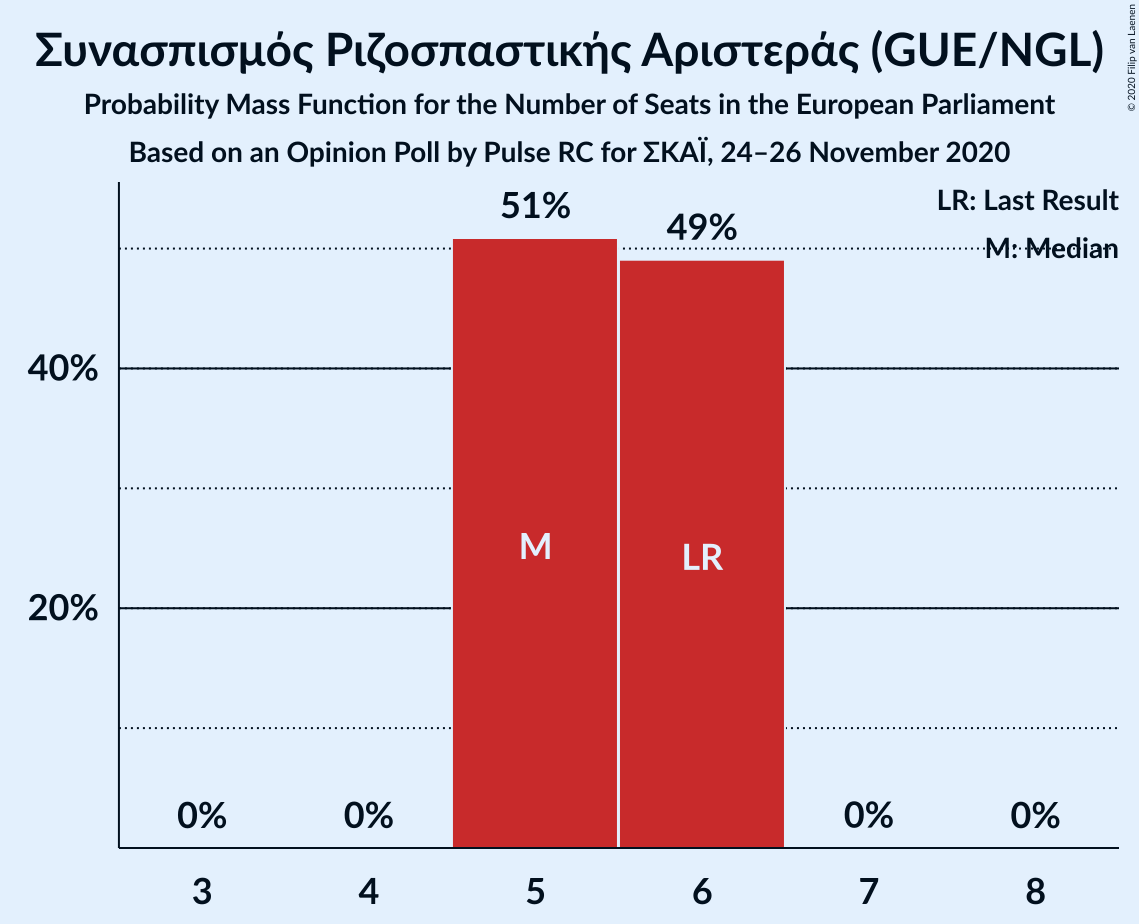 Συνασπισμός Ριζοσπαστικής Αριστεράς (GUE/NGL)
Probability Mass Function for the Number of Seats in the European Parliament
Based on an Opinion Poll by Pulse RC for ΣΚΑΪ, 24–26 November 2020
© 2020 Filip van Laenen
LR: Last Result
M: Median
51%
49%
40%
20%
M
LR
0%
0%
0%
0%
3
4
5
6
7
8